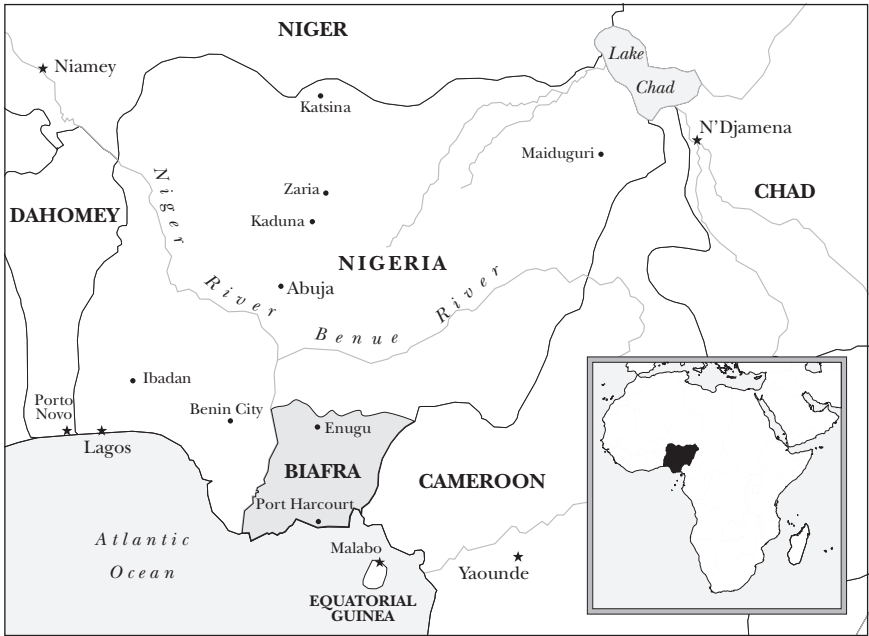 NIGER
Niamey
Lake
Chad
Katsina
N'Djamena
Maiduguri
CHAD
Zaria
DAHOMEY
Niger
Kaduna
NIGERIA
Abuja
River
Benue River
Ibadan
Porto
Novo
Benin City
Lagos
Enugu
BIAFRA
CAMEROON
Port Harcourt
Atlantic
Ocean
Malabo
Yaounde
EQUATORIAL
GUINEA